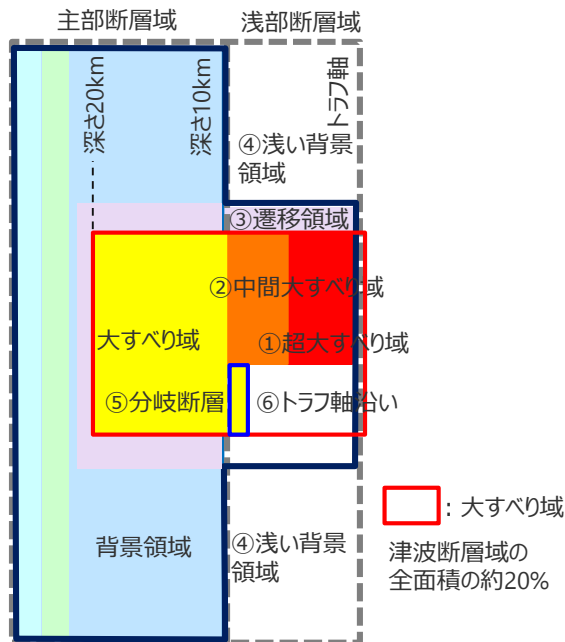 主部断層域
浅部断層域
深さ20km
深さ10km
トラフ軸
④浅い背景
領域
③遷移領域
②中間大すべり域
大すべり域
①超大すべり域
⑤分岐断層
⑥トラフ軸沿い
：大すべり域
背景領域
④浅い背景
領域
津波断層域の
全面積の約20%